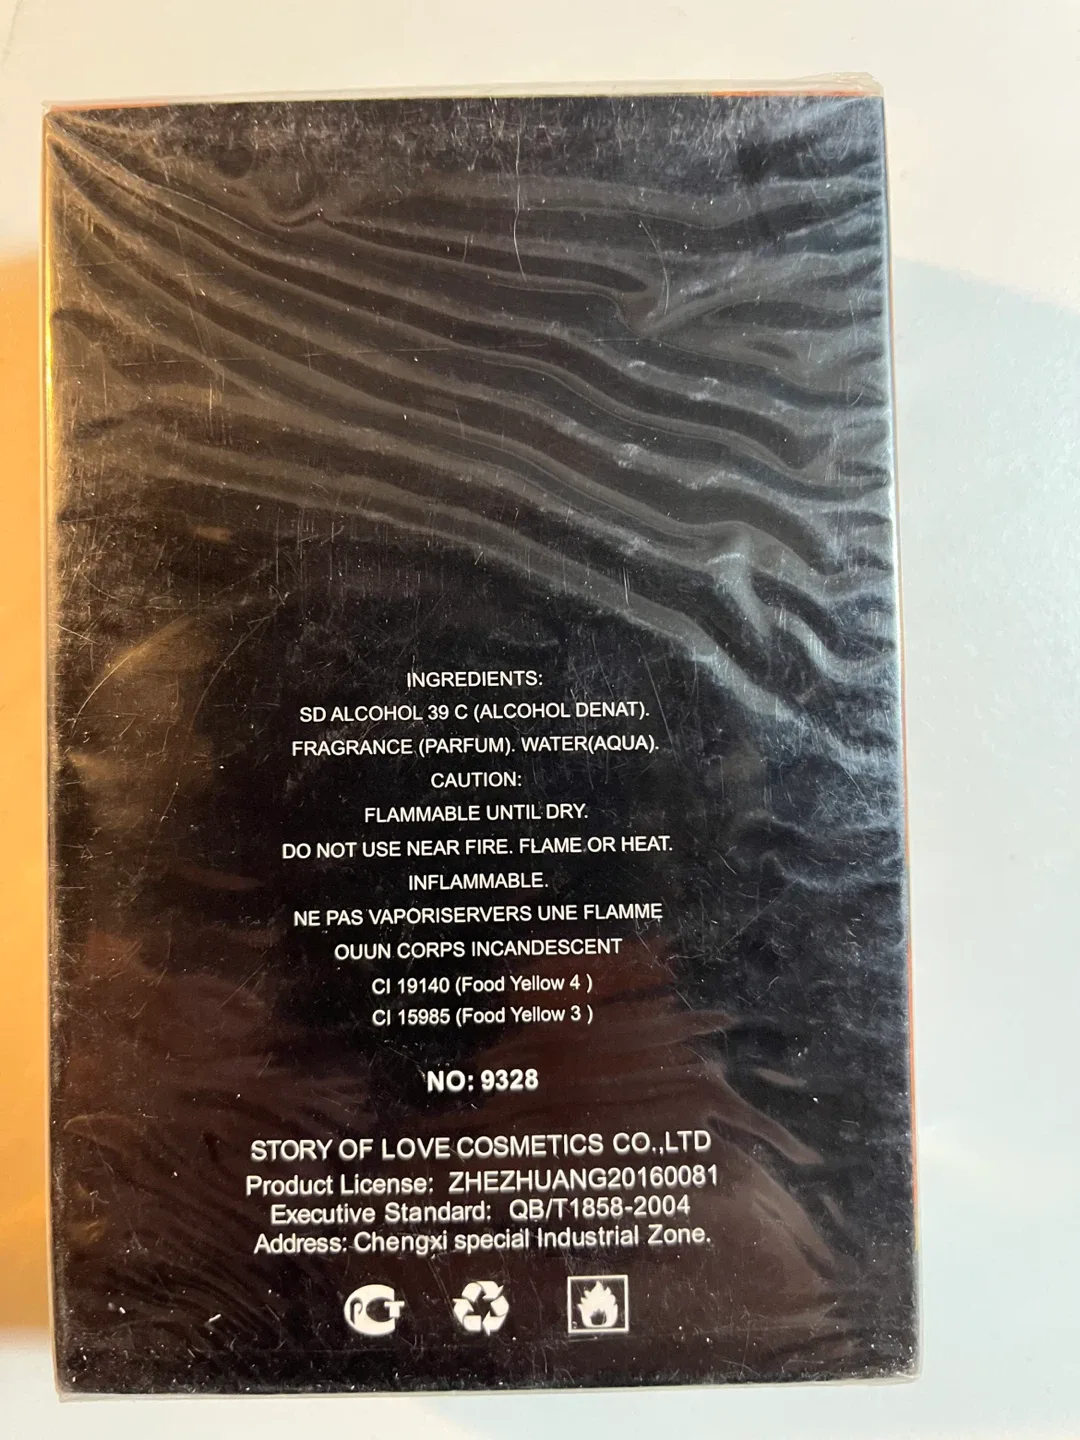 INGREDIENTS:
SD ALCOHOL 39 C (ALCOHOL DENAT).
FRAGRANCE (PARFUM). WATER(AQUA).
CAUTION:
FLAMMABLE UNTIL DRY.
DO NOT USE NEAR FIRE. FLAME OR HEAT.
INFLAMMABLE.
NE PAS VAPORISERVERS UNE FLAMME
OUUN CORPS INCANDESCENT
CI 19140 (Food Yellow 4 )
CI 15985 (Food Yellow 3 )
NO: 9328
STORY OF LOVE COSMETICS CO.,LTD
Product License: ZHEZHUANG20160081
Executive Standard: QB/T1858-2004
Address: Chengxi special Industrial Zone.
PCT